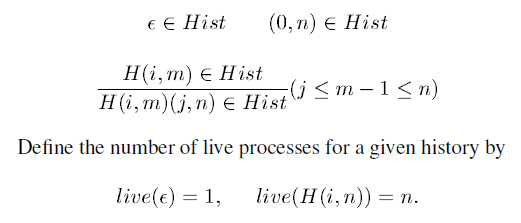 ϵ ∈ Hist (0, n) ∈ Hist
H(i, m) ∈ Hist
H(i, m)(j, n) ∈ Hist (j ≤ m − 1 ≤ n)
Define the number of live processes for a given history by
live(ϵ) = 1, live(H(i, n)) = n.